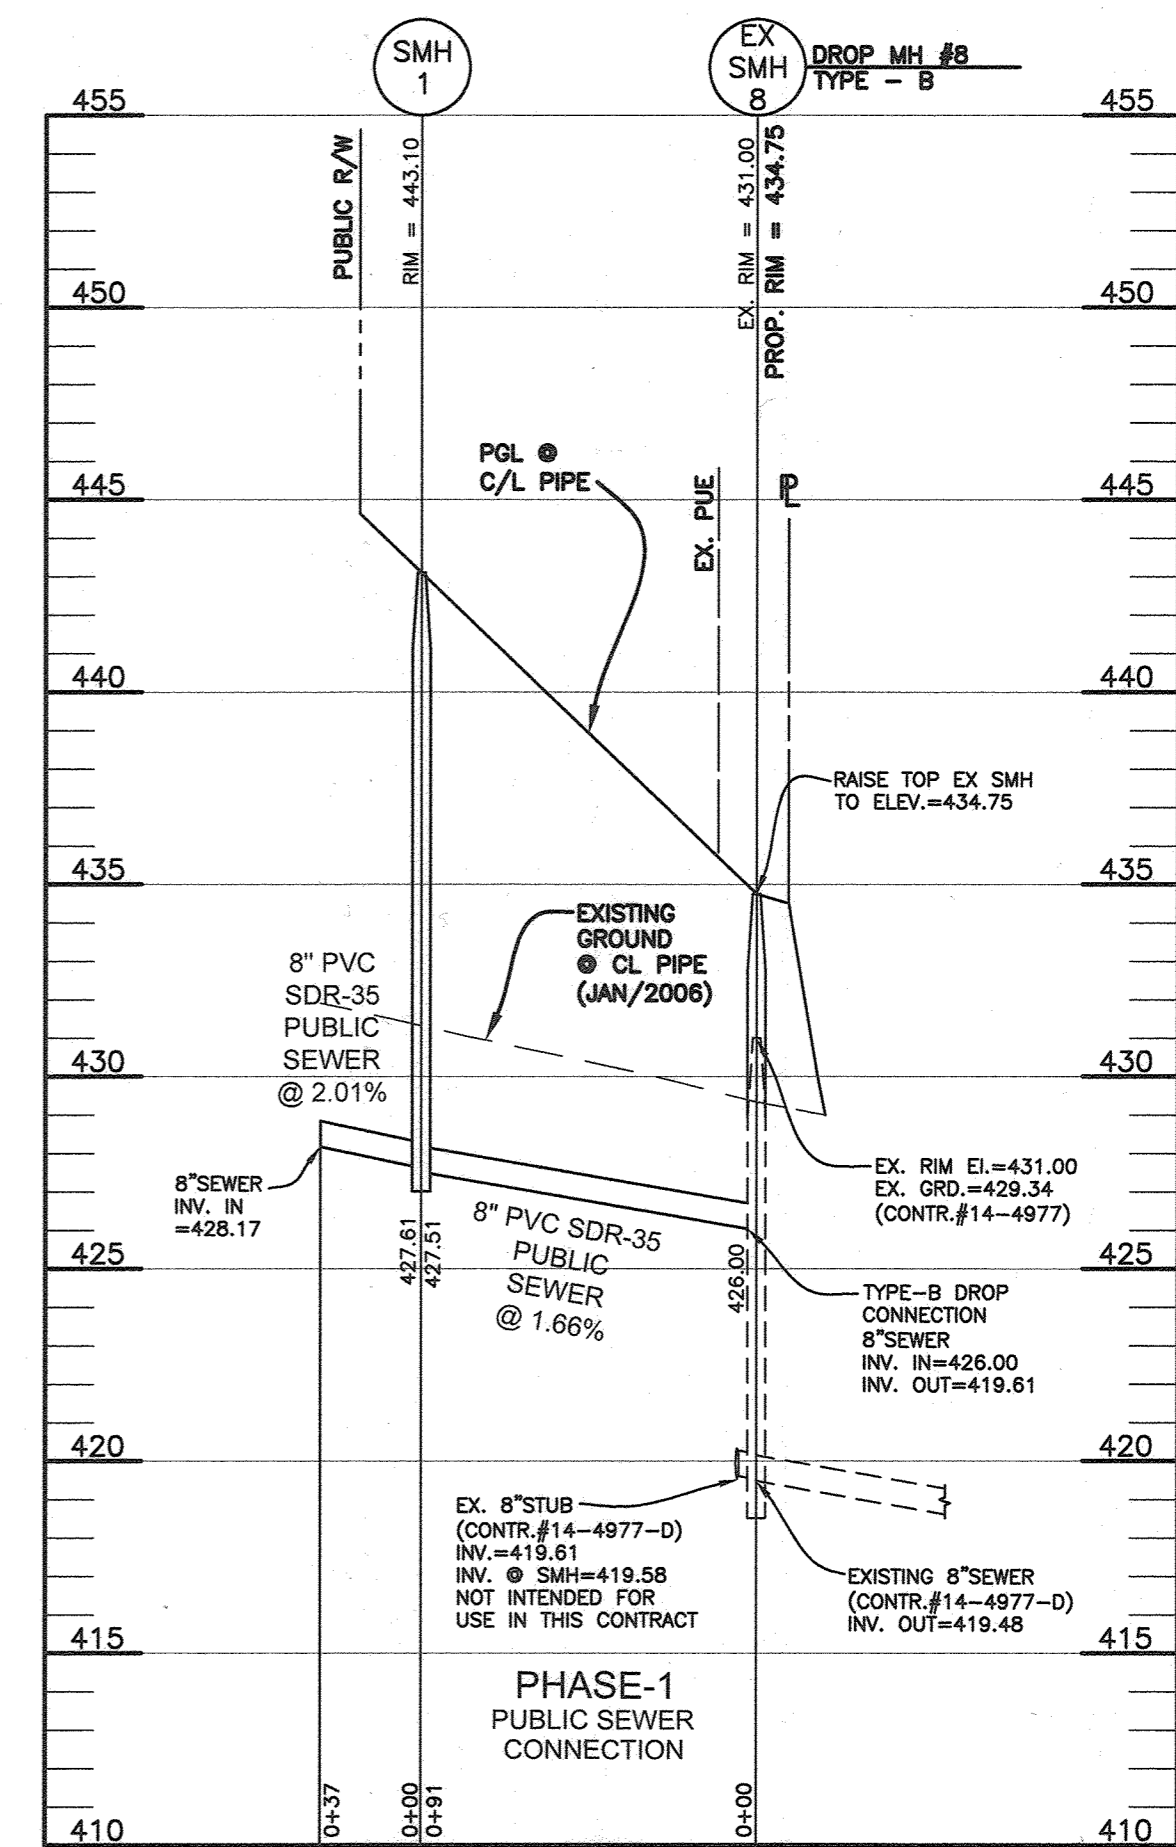 SMH
1
EX
SMH
8
DROP MH #8
TYPE - B
455
455
PUBLIC R/W
RIM = 443.10
EX. RIM = 431.00
PROP. RIM = 434.75
450
450
PGL @
C/L PIPE
EX. PUE
PL
445
445
440
440
RAISE TOP EX SMH
TO ELEV.=434.75
435
435
EXISTING
GROUND
@ CL PIPE
(JAN/2006)
8" PVC
SDR-35
PUBLIC
SEWER
@ 2.01%
430
430
8"SEWER
INV. IN
=428.17
EX. RIM El.=431.00
EX. GRD.=429.34
(CONTR.#14-4977)
427.61
427.51
8" PVC SDR-35
PUBLIC
SEWER
@ 1.66%
426.00
425
425
TYPE-B DROP
CONNECTION
8"SEWER
INV. IN=426.00
INV. OUT=419.61
420
420
EX. 8"STUB
(CONTR.#14-4977-D)
INV.=419.61
INV. @ SMH=419.58
NOT INTENDED FOR
USE IN THIS CONTRACT
EXISTING 8"SEWER
(CONTR.#14-4977-D)
INV. OUT=419.48
415
415
PHASE-1
PUBLIC SEWER
CONNECTION
0+37
0+00
0+91
0+00
410
410